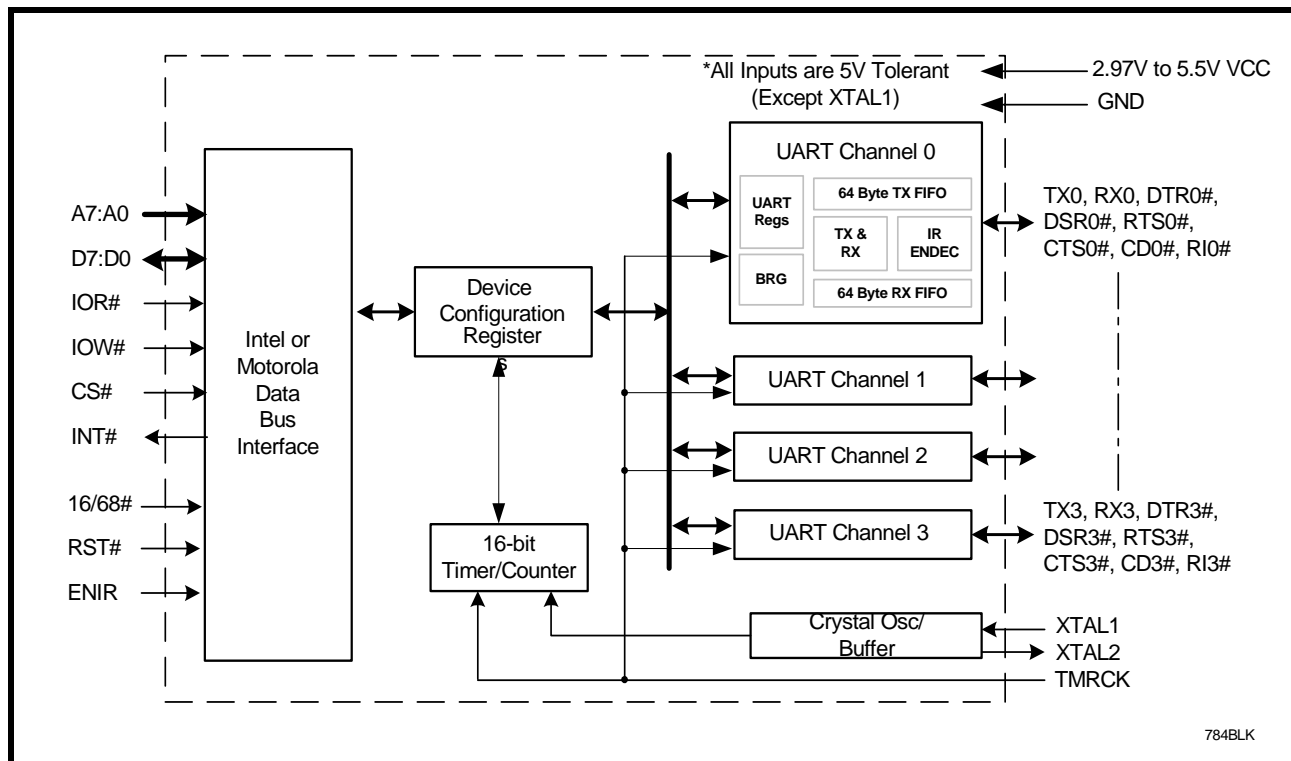 *All Inputs are 5V Tolerant
(Except XTAL1)
2.97V to 5.5V VCC
GND
A7:A0
D7:D0
IOR#
IOW#
CS#
INT#
16/68#
RST#
ENIR
Intel or
Motorola
Data
Bus
Interface
Device
Configuration
Register
s
16-bit
Timer/Counter
UART Channel 0
UART
Regs
BRG
64 Byte TX FIFO
TX &
RX
IR
ENDEC
64 Byte RX FIFO
UART Channel 1
UART Channel 2
UART Channel 3
Crystal Osc/
Buffer
TX0, RX0, DTR0#,
DSR0#, RTS0#,
CTS0#, CD0#, RI0#
TX3, RX3, DTR3#,
DSR3#, RTS3#,
CTS3#, CD3#, RI3#
XTAL1
XTAL2
TMRCK
784BLK